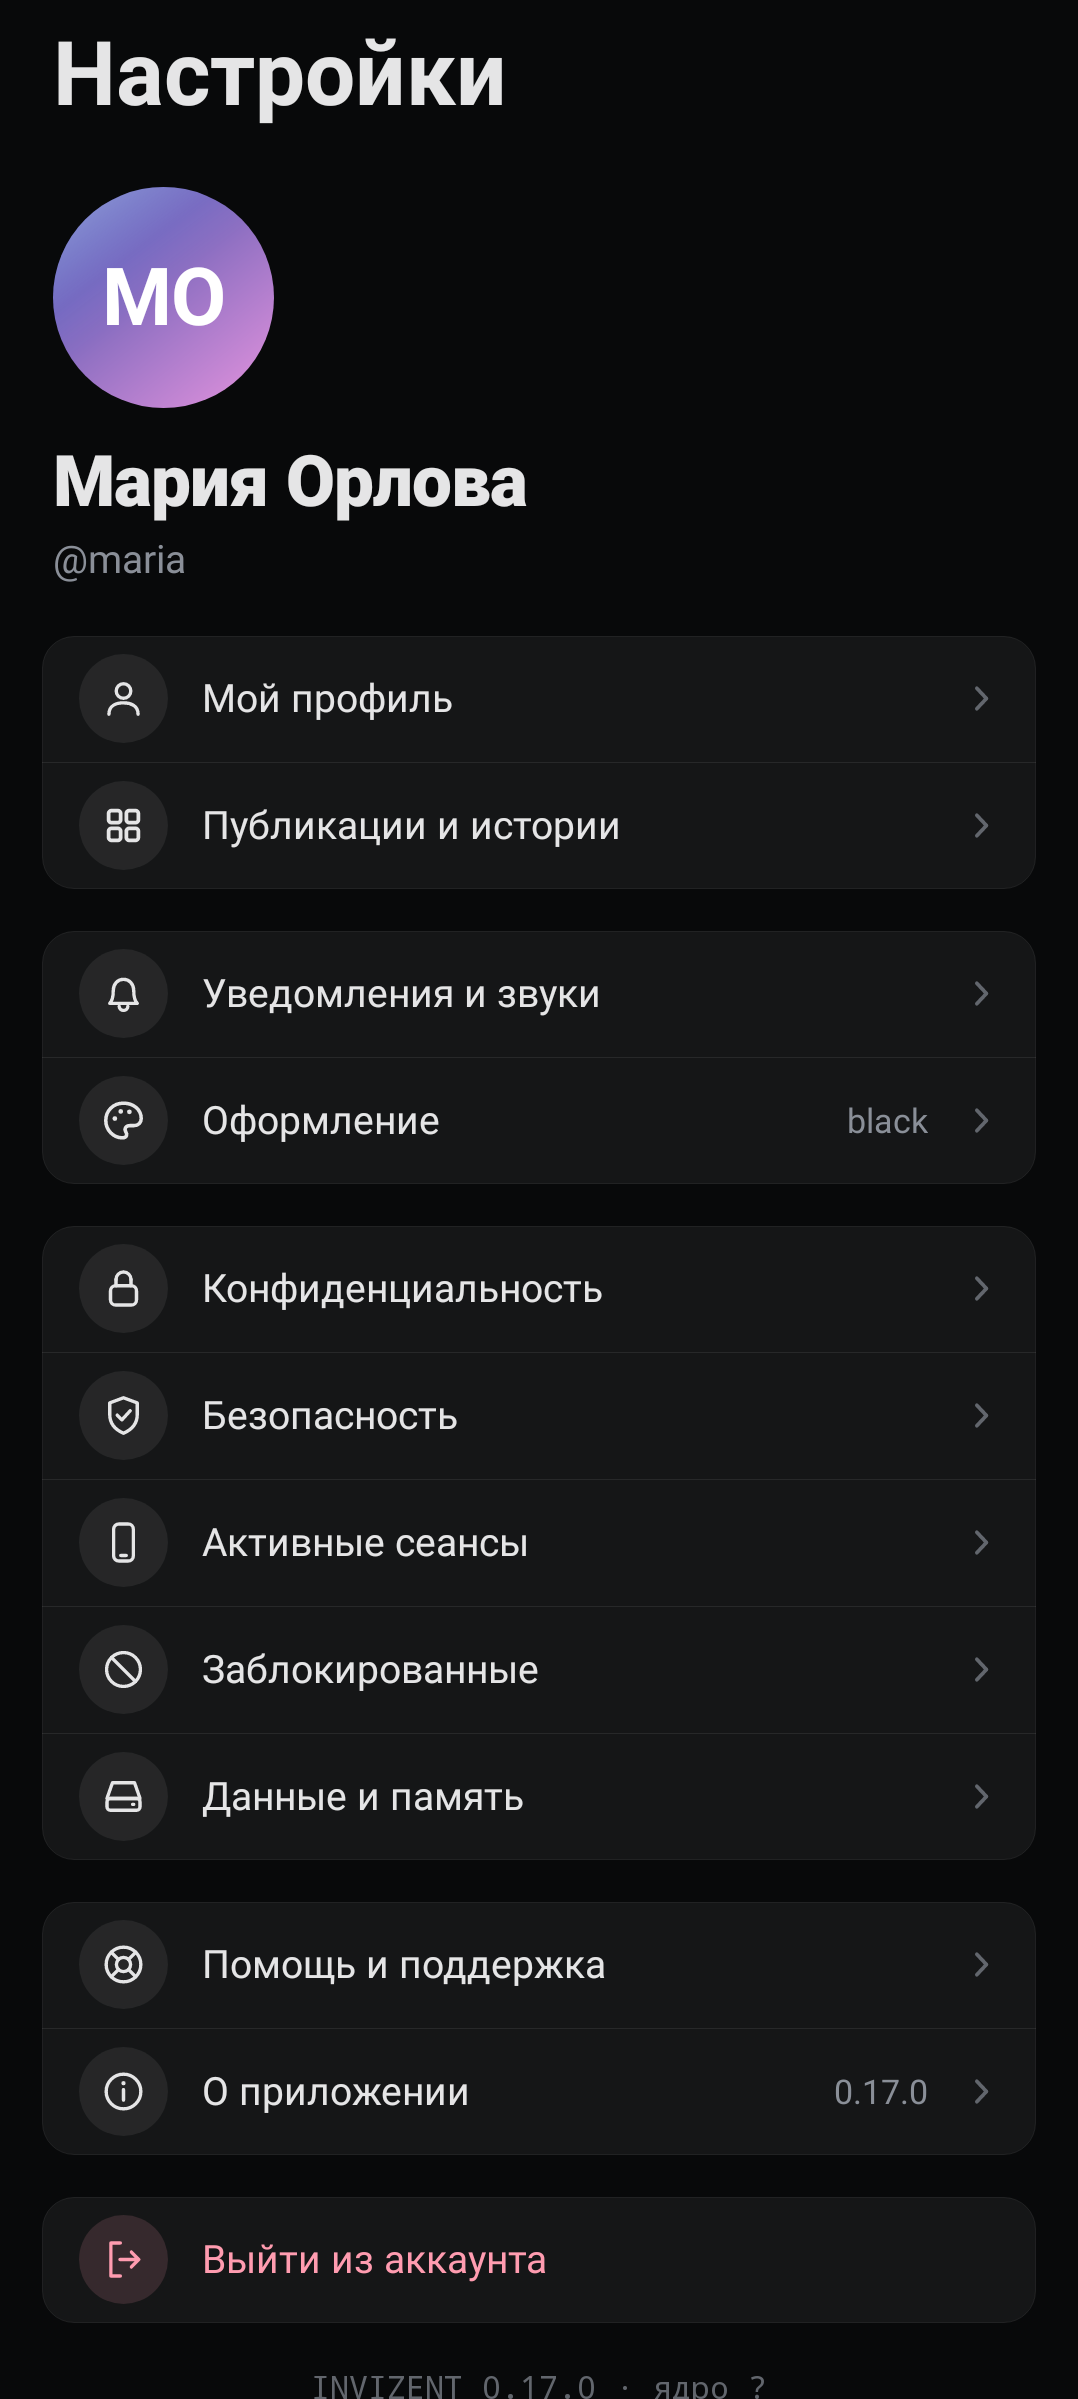 Настройки
МО
Мария Орлова
@maria
Мой профиль
Публикации и истории
Уведомления и звуки
Оформление black
Конфиденциальность
Безопасность
Активные сеансы
Заблокированные
Данные и память
Помощь и поддержка
О приложении 0.17.0
Выйти из аккаунта
INVIZENT 0.17.0 · ядро ?